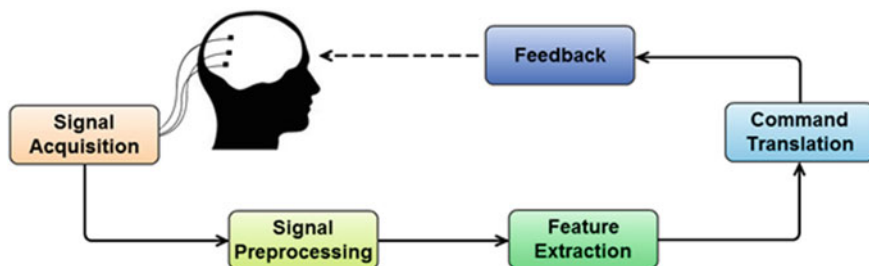 Feedback
Signal
Acquisition
Command
Translation
Signal
Preprocessing
Feature
Extraction